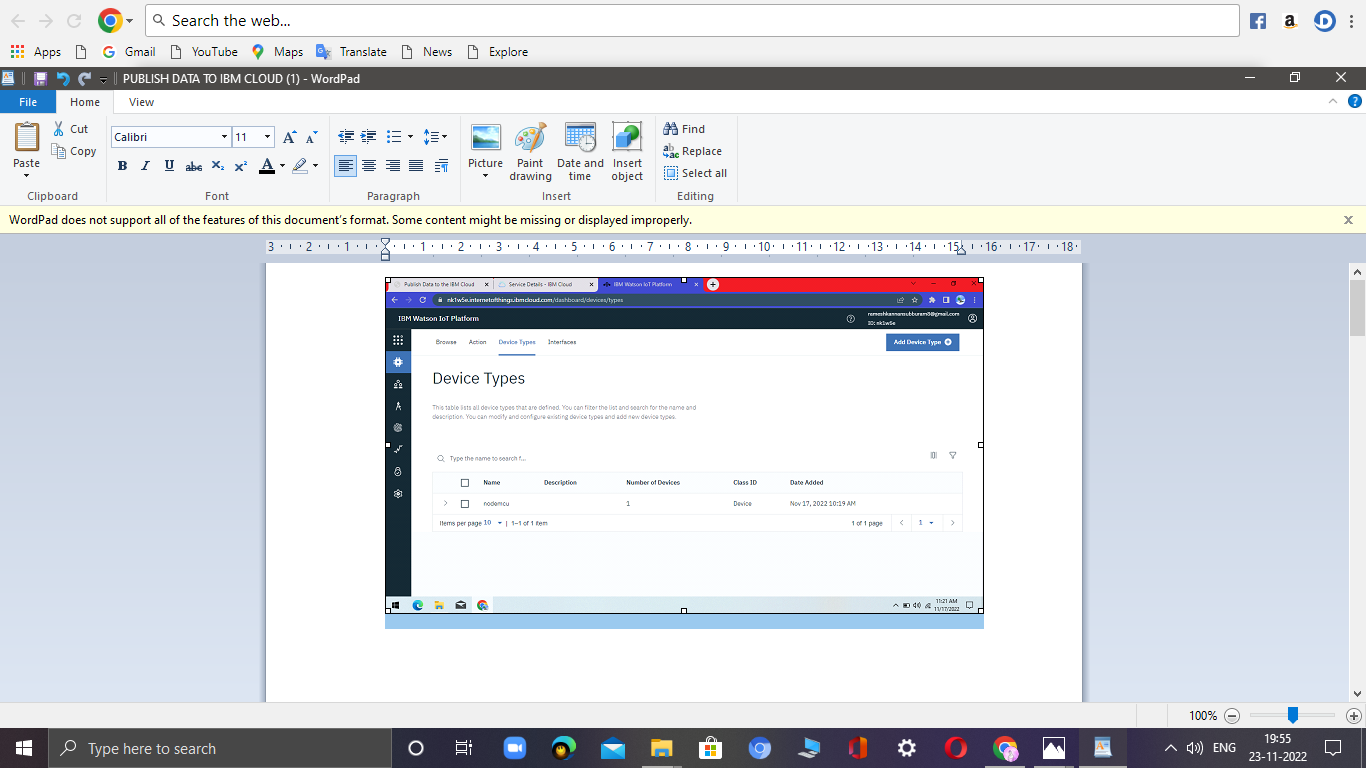 Search the web...
Apps Gmail YouTube Maps Translate News Explore
PUBLISH DATA TO IBM CLOUD (1) - WordPad
File Home View
Paste Cut Copy
Calibri 11
B I U abc X₂ X² A
Picture Paint drawing Date and time Insert object
Find
Replace
Select all
Clipboard Font Paragraph Insert Editing
WordPad does not support all of the features of this document's format. Some content might be missing or displayed improperly.
3 2 1 1 2 3 4 5 6 7 8 9 10 11 12 13 14 15 16 17 18
Publish Data to the IBM Cloud Service Details - IBM Cloud IBM Watson IoT Platform
nk1w5e.internetofthings.ibmcloud.com/dashboard/devices/types
IBM Watson IoT Platform
rameshkannansubburam8@gmail.com
ID: nk1w5e
Browse Action Device Types Interfaces Add Device Type
Device Types
This table lists all device types that are defined. You can filter the list and search for the name and
description. You can modify and configure existing device types and add new device types.
Type the name to search f...
Name Description Number of Devices Class ID Date Added
nodemcu 1 Device Nov 17, 2022 10:19 AM
Items per page 10 | 1–1 of 1 item 1 of 1 page 1
11:21 AM
11/17/2022
100%
Type here to search
ENG
19:55
23-11-2022